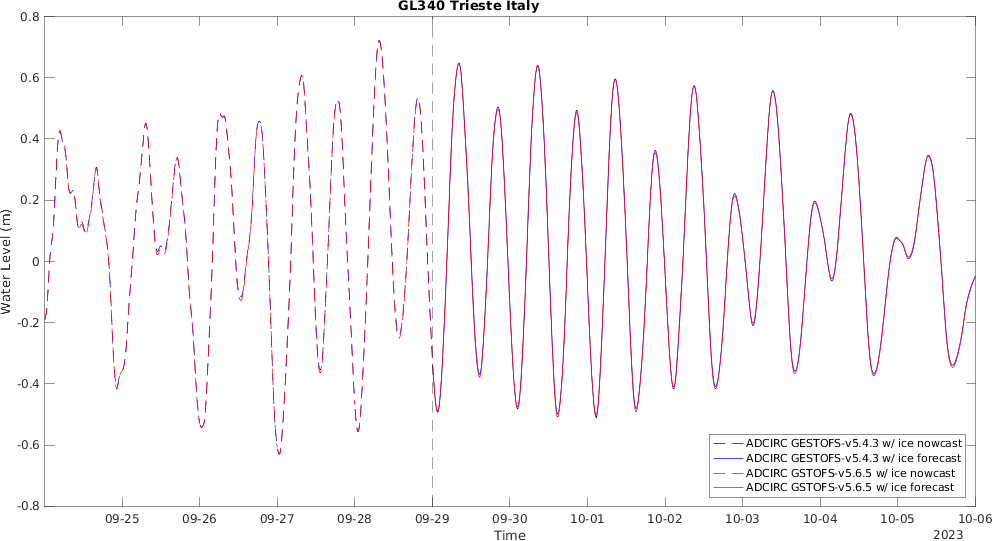 GL340 Trieste Italy
0.8
0.6
0.4
0.2
0
-0.2
-0.4
-0.6
-0.8
Water Level (m)
ADCIRC GESTOFS-v5.4.3 w/ ice nowcast
ADCIRC GESTOFS-v5.4.3 w/ ice forecast
ADCIRC GSTOFS-v5.6.5 w/ ice nowcast
ADCIRC GSTOFS-v5.6.5 w/ ice forecast
09-25 09-26 09-27 09-28 09-29 09-30 10-01 10-02 10-03 10-04 10-05 10-06
Time
2023